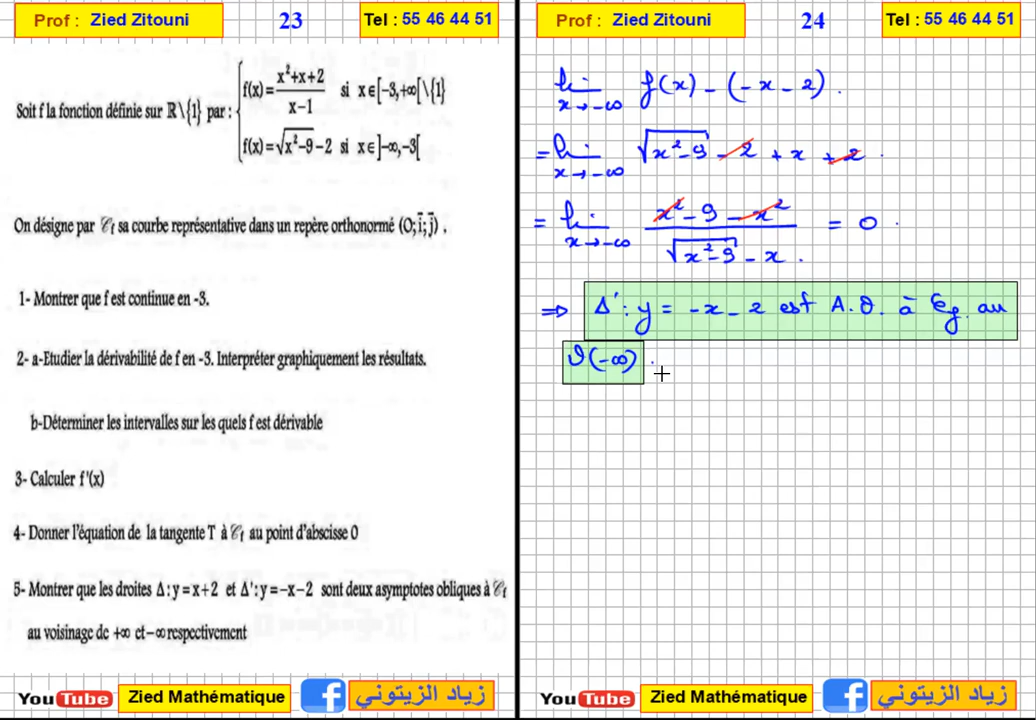 Prof : Zied Zitouni 23 Tel : 55 46 44 51
Soit f la fonction définie sur ℝ\{1} par : { f(x)=(x²+x+2)/(x-1) si x∈[-3,+∞[\{1}
f(x)=√(x²-9)-2 si x∈]-∞,-3[
On désigne par 𝒞f sa courbe représentative dans un repère orthonormé (O;i⃗;j⃗) .
1- Montrer que f est continue en -3.
2- a-Etudier la dérivabilité de f en -3. Interpréter graphiquement les résultats.
b-Déterminer les intervalles sur les quels f est dérivable
3- Calculer f'(x)
4- Donner l'équation de la tangente T à 𝒞f au point d'abscisse 0
5- Montrer que les droites Δ:y=x+2 et Δ':y=-x-2 sont deux asymptotes obliques à 𝒞f
au voisinage de +∞ et -∞ respectivement
YouTube Zied Mathématique f زياد الزيتوني
Prof : Zied Zitouni 24 Tel : 55 46 44 51
lim x→-∞ f(x) - (-x-2) .
= lim x→-∞ √(x²-9) - 2 + x + 2 .
= lim x→-∞ (x²-9-x²)/(√(x²-9) - x) = 0 .
⇒ Δ' : y = -x-2 est A.O. à 𝒞f. au
ϑ(-∞) .
YouTube Zied Mathématique f زياد الزيتوني